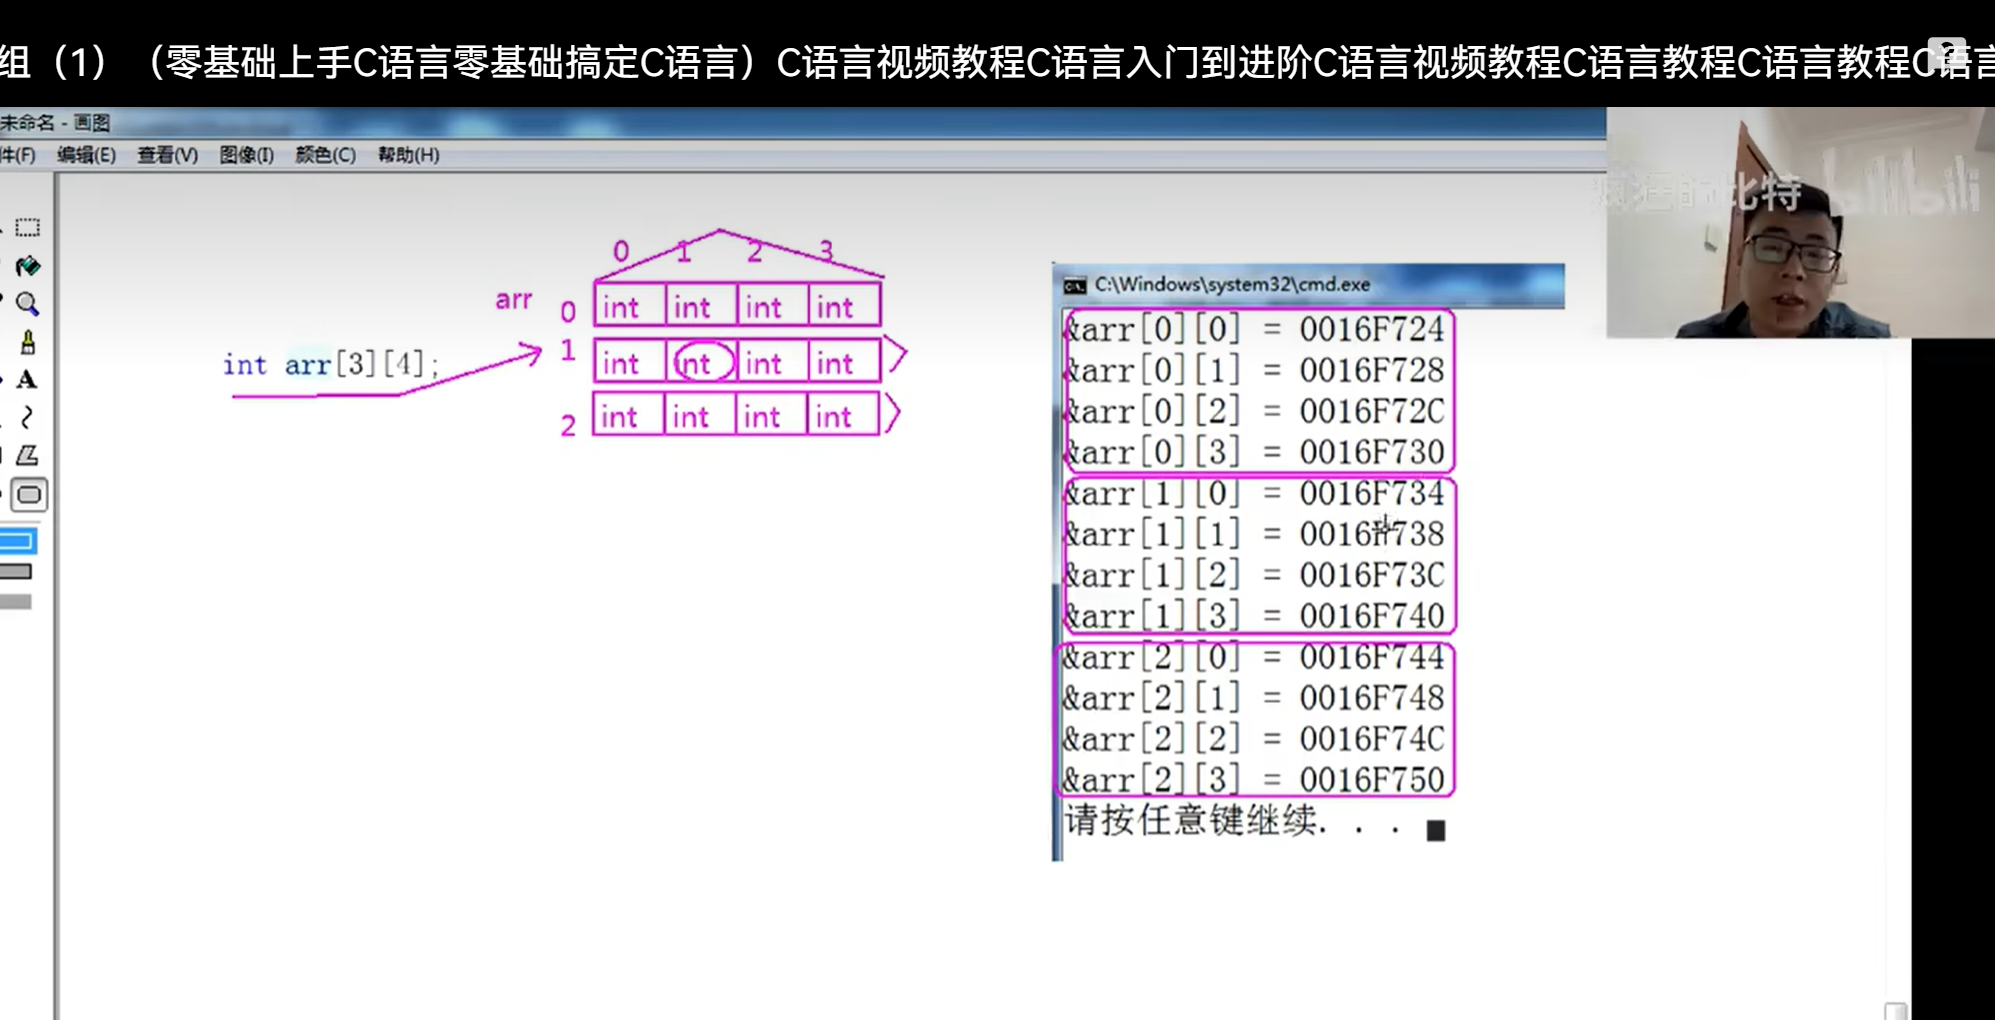 组（1）（零基础上手C语言零基础搞定C语言）C语言视频教程C语言入门到进阶C语言视频教程C语言教程C语言教程C语言
未命名 - 画图
件(F) 编辑(E) 查看(V) 图像(I) 颜色(C) 帮助(H)
的比特 bilibili
0 1 2 3
arr
0 int int int int
int arr[3][4];
1 int int int int
2 int int int int
C:\Windows\system32\cmd.exe
&arr[0][0] = 0016F724
&arr[0][1] = 0016F728
&arr[0][2] = 0016F72C
&arr[0][3] = 0016F730
&arr[1][0] = 0016F734
&arr[1][1] = 0016F738
&arr[1][2] = 0016F73C
&arr[1][3] = 0016F740
&arr[2][0] = 0016F744
&arr[2][1] = 0016F748
&arr[2][2] = 0016F74C
&arr[2][3] = 0016F750
请按任意键继续. . .